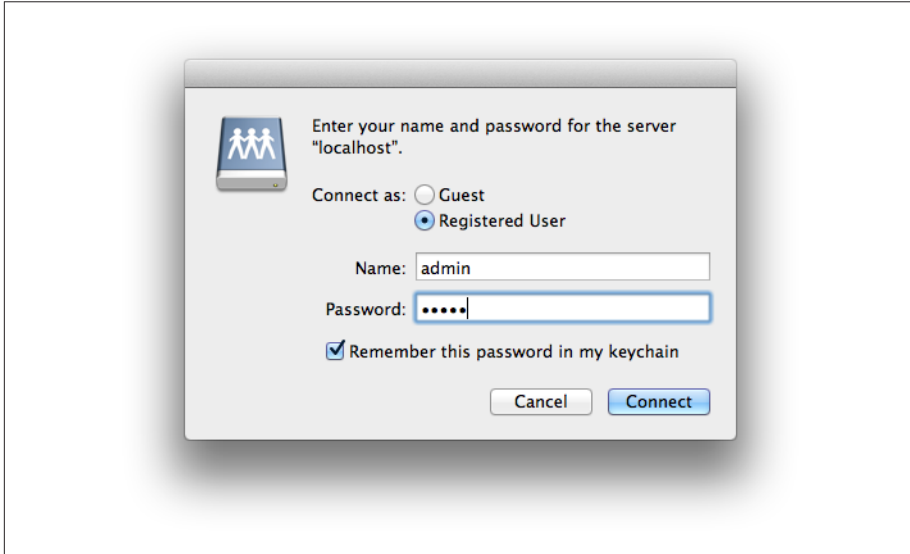 Enter your name and password for the server
“localhost”.
Connect as: Guest
Registered User
Name: admin
Password: •••••
Remember this password in my keychain
Cancel Connect